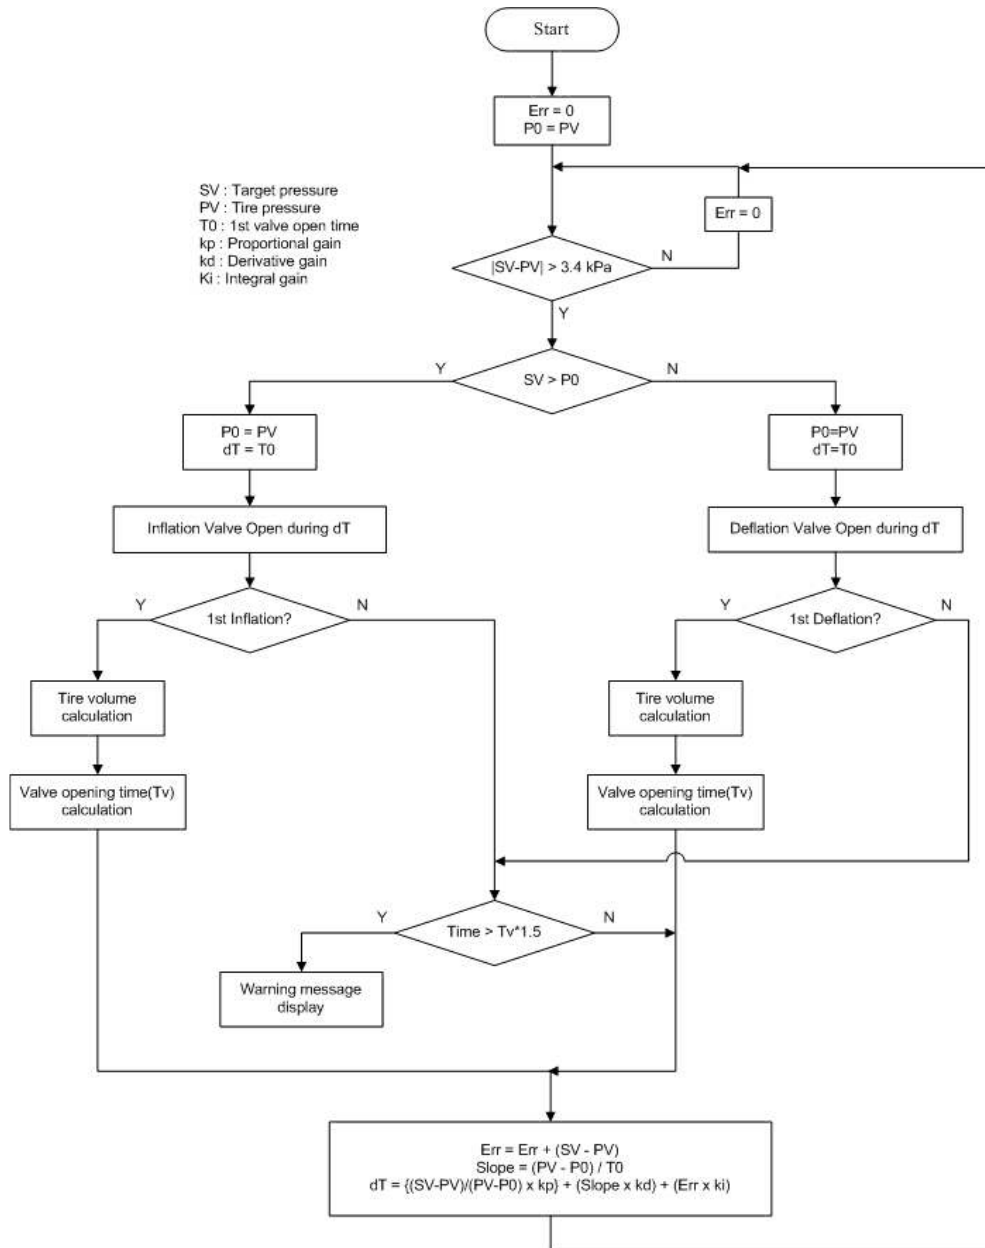 Start
Err = 0
P0 = PV
SV : Target pressure
PV : Tire pressure
T0 : 1st valve open time
kp : Proportional gain
kd : Derivative gain
Ki : Integral gain
Err = 0
|SV-PV| > 3.4 kPa
N
Y
Y
SV > P0
N
P0 = PV
dT = T0
P0=PV
dT=T0
Inflation Valve Open during dT
Deflation Valve Open during dT
Y
1st Inflation?
N
Y
1st Deflation?
N
Tire volume
calculation
Tire volume
calculation
Valve opening time(Tv)
calculation
Valve opening time(Tv)
calculation
Y
Time > Tv*1.5
N
Warning message
display
Err = Err + (SV - PV)
Slope = (PV - P0) / T0
dT = {(SV-PV)/(PV-P0) x kp} + (Slope x kd) + (Err x ki)